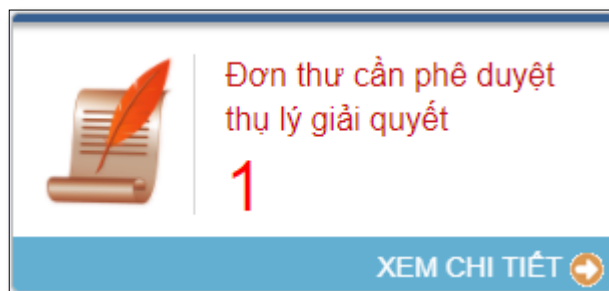 Đơn thư cần phê duyệt
thụ lý giải quyết
1
XEM CHI TIẾT